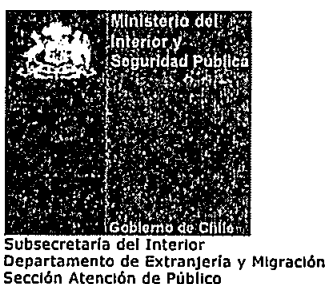 Ministerio del
Interior y
Seguridad Pública
Gobierno de Chile
Subsecretaría del Interior
Departamento de Extranjería y Migración
Sección Atención de Público